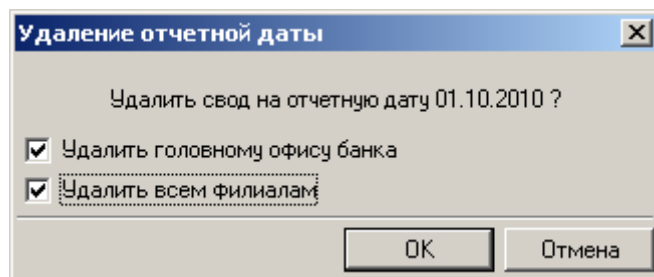 Удаление отчетной даты
Удалить свод на отчетную дату 01.10.2010 ?
Удалить головному офису банка
Удалить всем филиалам
OK Отмена